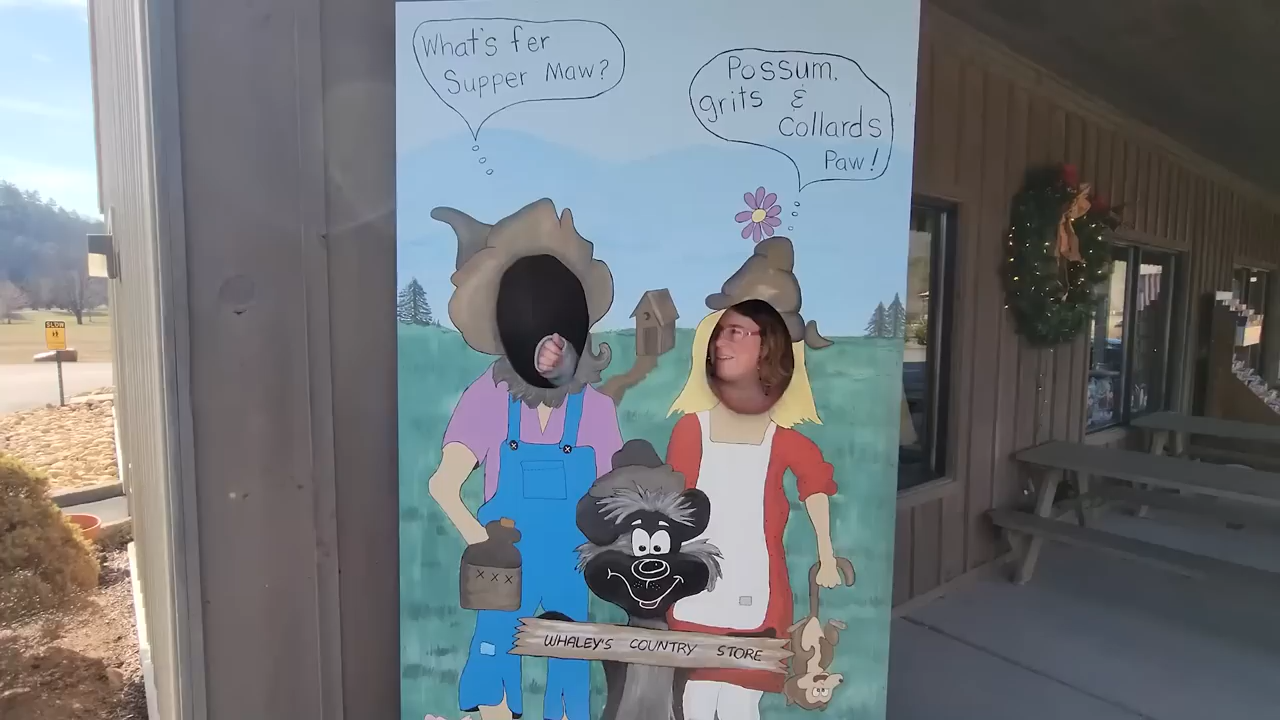 What's fer
Supper Maw?
Possum,
grits &
Collards
Paw!
SLOW
XXX
WHALEY'S COUNTRY STORE